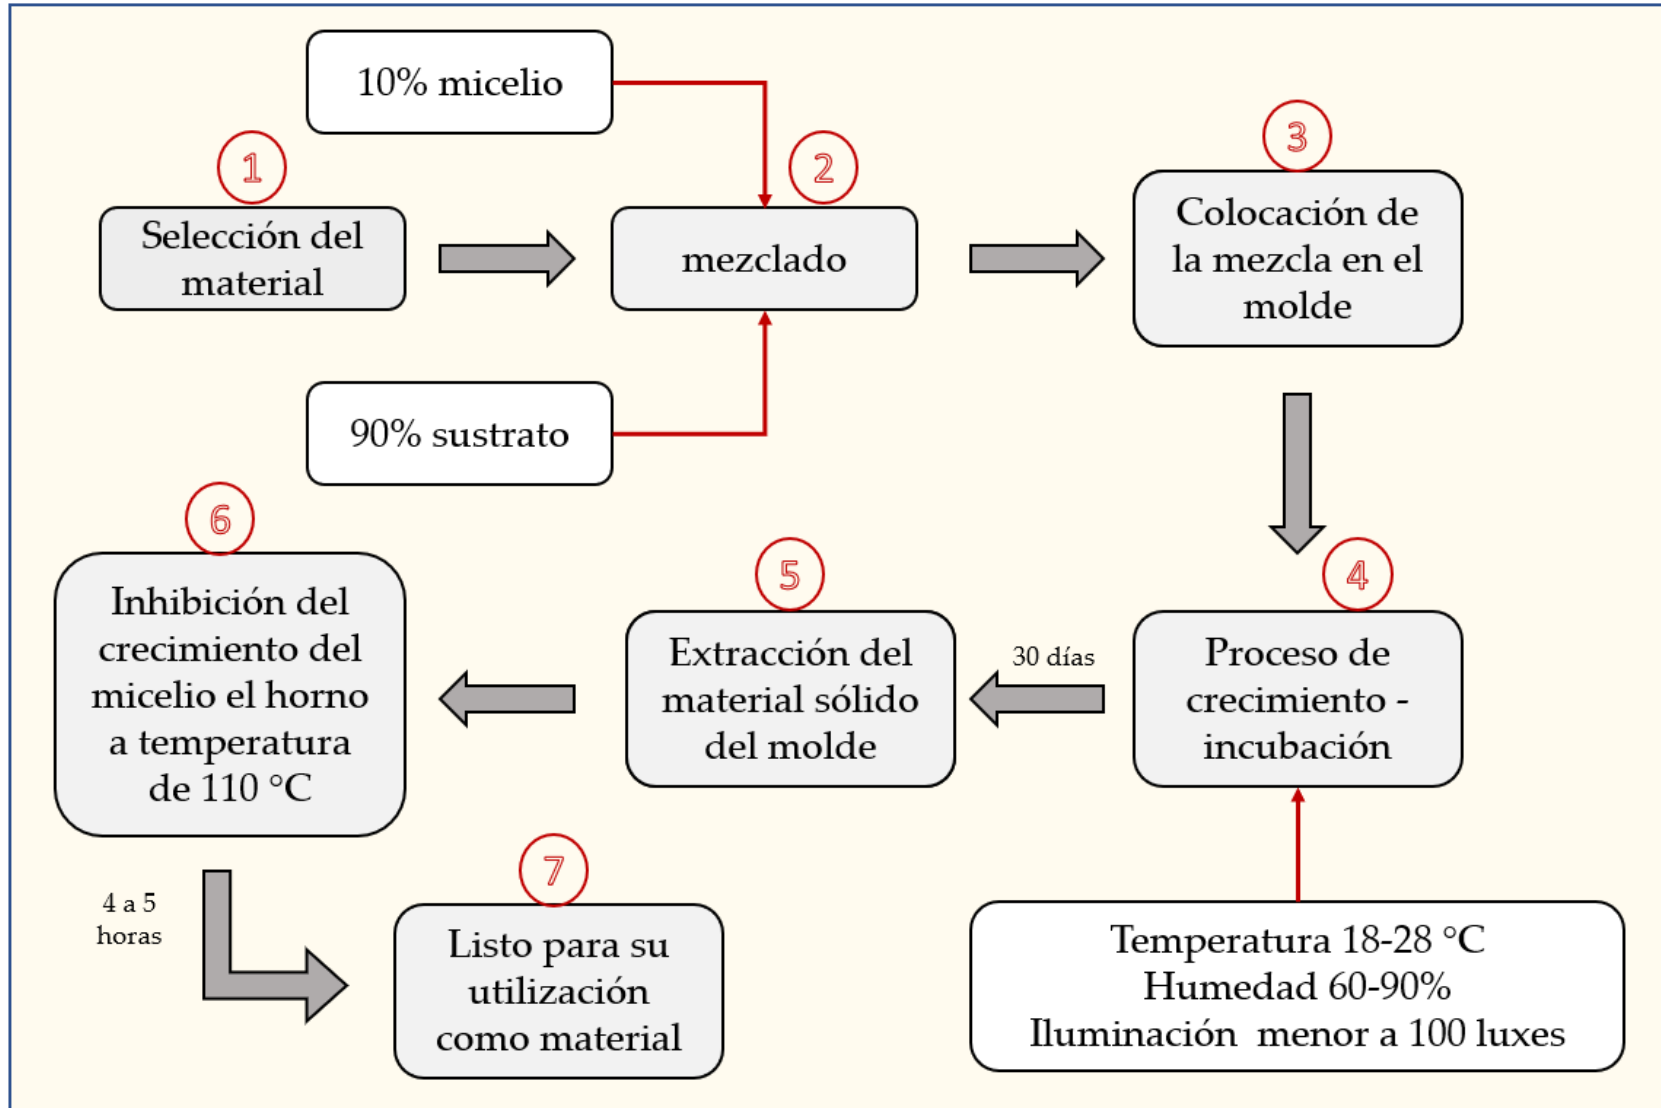 10% micelio
1
Selección del
material
2
mezclado
90% sustrato
3
Colocación de
la mezcla en el
molde
4
Proceso de
crecimiento -
incubación
Temperatura 18-28 °C
Humedad 60-90%
Iluminación  menor a 100 luxes
30 días
5
Extracción del
material sólido
del molde
6
Inhibición del
crecimiento del
micelio el horno
a temperatura
de 110 °C
4 a 5
horas
7
Listo para su
utilización
como material